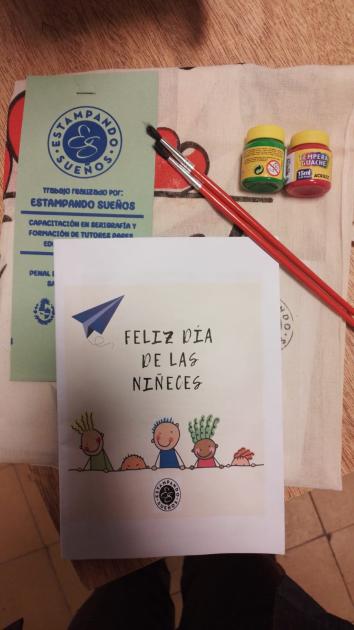 ESTAMPANDO
SUEÑOS
Trabajo realizado por:
ESTAMPANDO SUEÑOS
CAPACITACIÓN EN SERIGRAFÍA Y
FORMACIÓN DE TUTORES PARES
PENAL
TEMPERA
GUACHE
15ml
FELIZ DÍA
DE LAS
NIÑECES
ESTAMPANDO
SUEÑOS